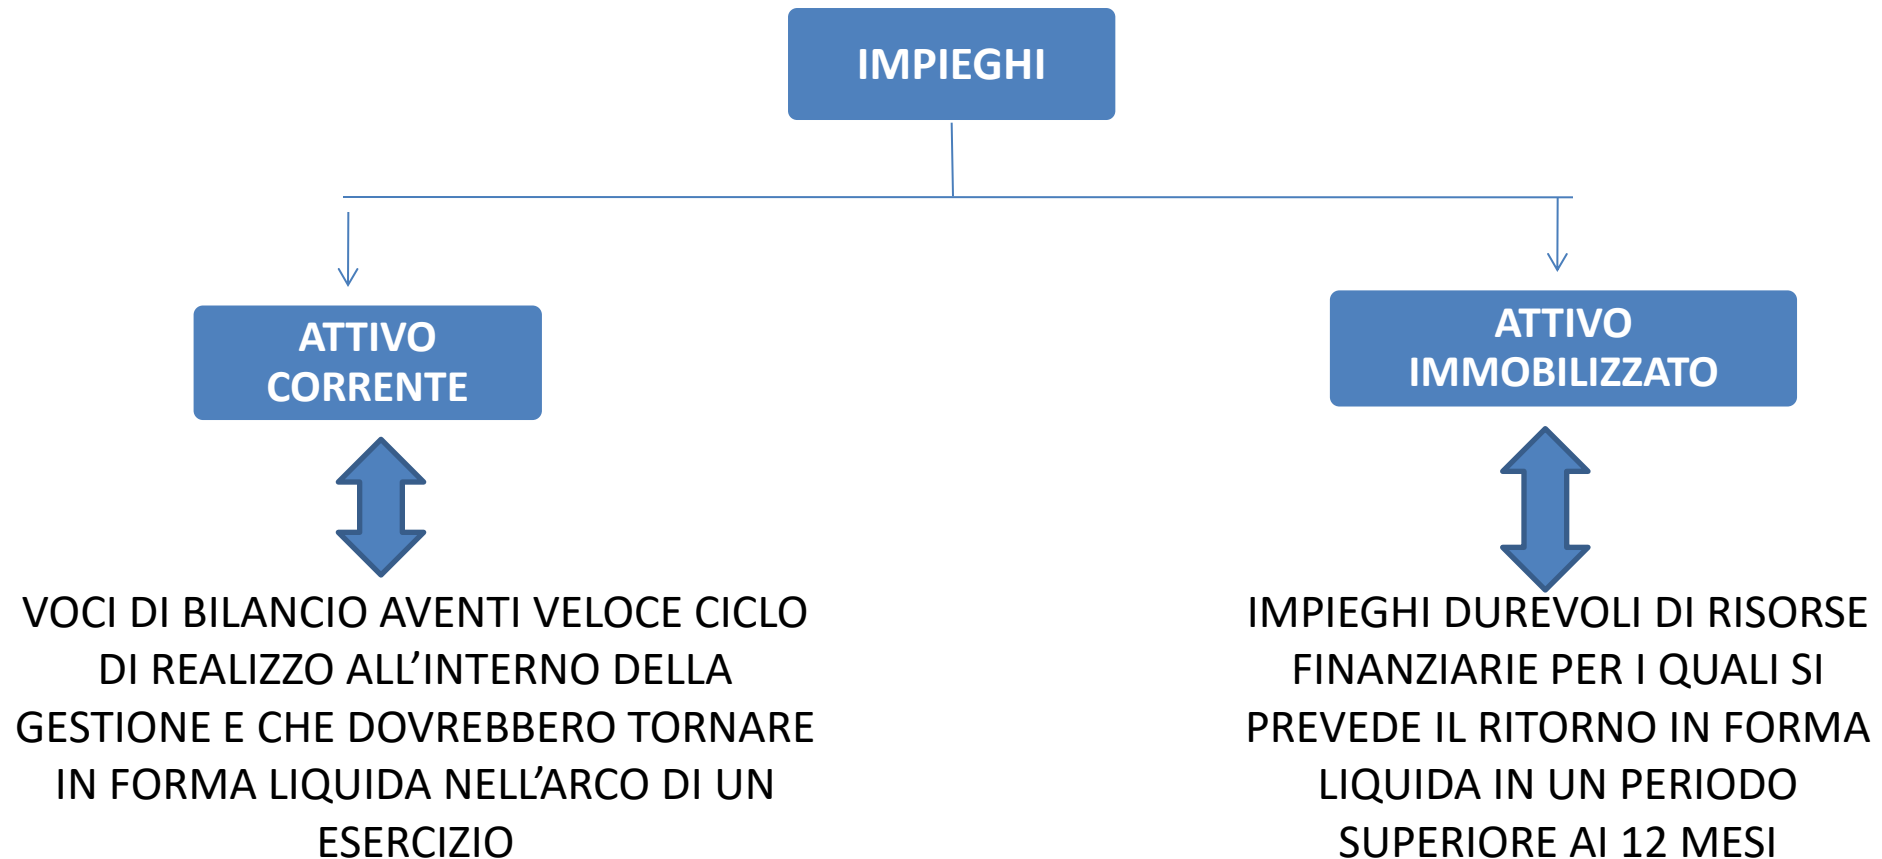 IMPIEGHI
ATTIVO
CORRENTE
ATTIVO
IMMOBILIZZATO
VOCI DI BILANCIO AVENTI VELOCE CICLO
DI REALIZZO ALL’INTERNO DELLA
GESTIONE E CHE DOVREBBERO TORNARE
IN FORMA LIQUIDA NELL’ARCO DI UN
ESERCIZIO
IMPIEGHI DUREVOLI DI RISORSE
FINANZIARIE PER I QUALI SI
PREVEDE IL RITORNO IN FORMA
LIQUIDA IN UN PERIODO
SUPERIORE AI 12 MESI